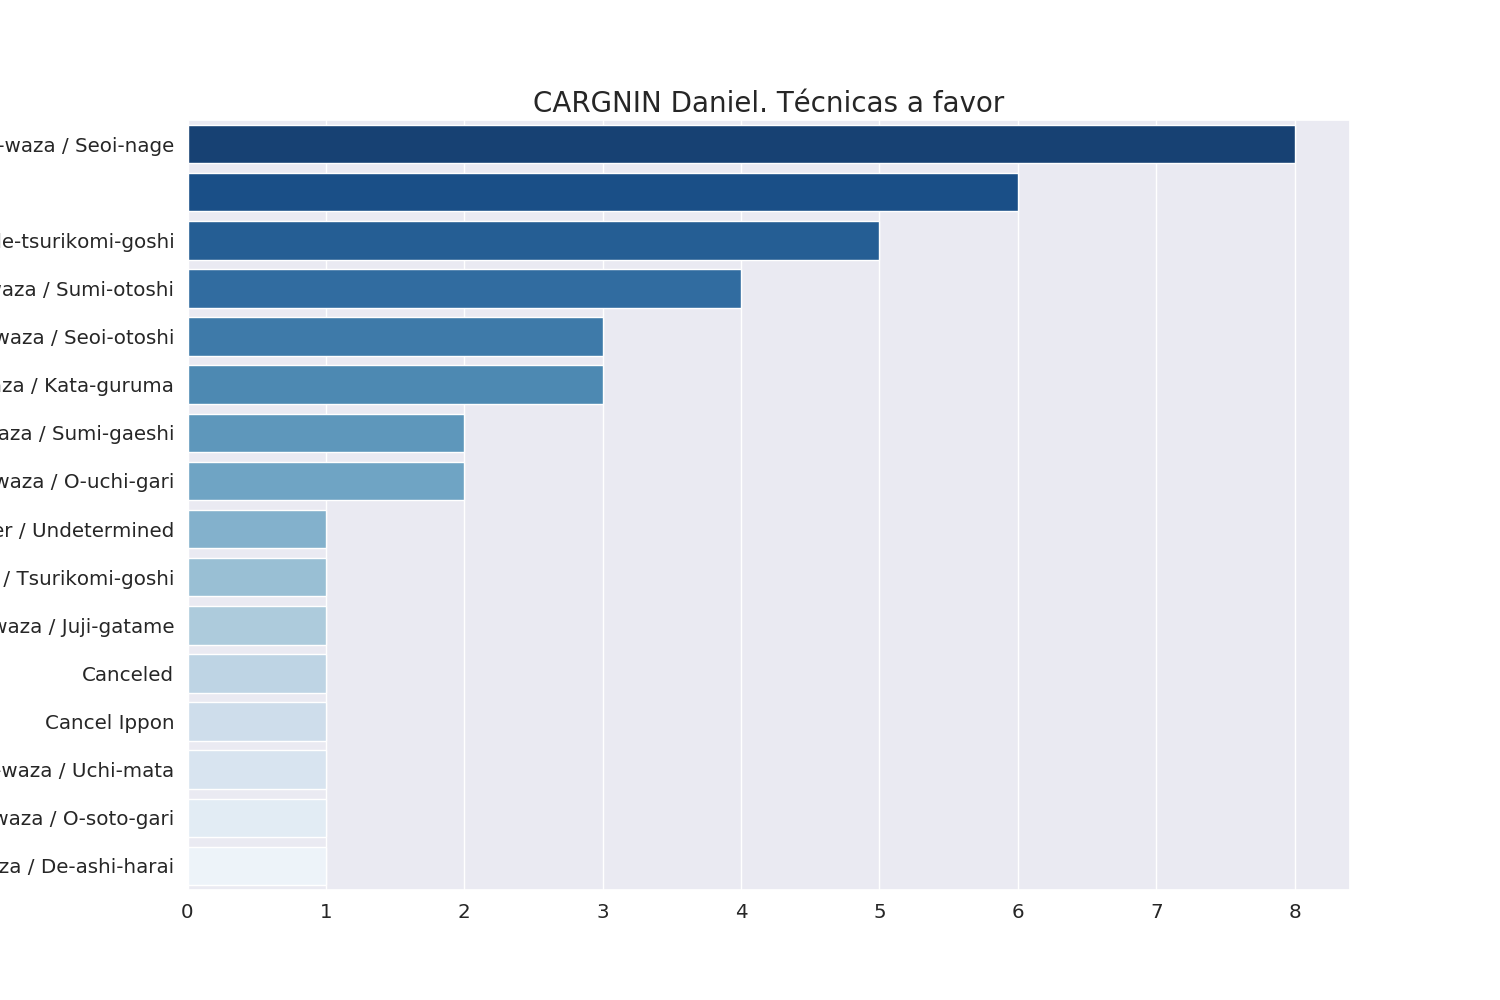 CARGNIN Daniel. Técnicas a favor
-waza / Seoi-nage
e-tsurikomi-goshi
aza / Sumi-otoshi
waza / Seoi-otoshi
za / Kata-guruma
aza / Sumi-gaeshi
waza / O-uchi-gari
er / Undetermined
/ Tsurikomi-goshi
waza / Juji-gatame
Canceled
Cancel Ippon
-waza / Uchi-mata
waza / O-soto-gari
za / De-ashi-harai
0 1 2 3 4 5 6 7 8